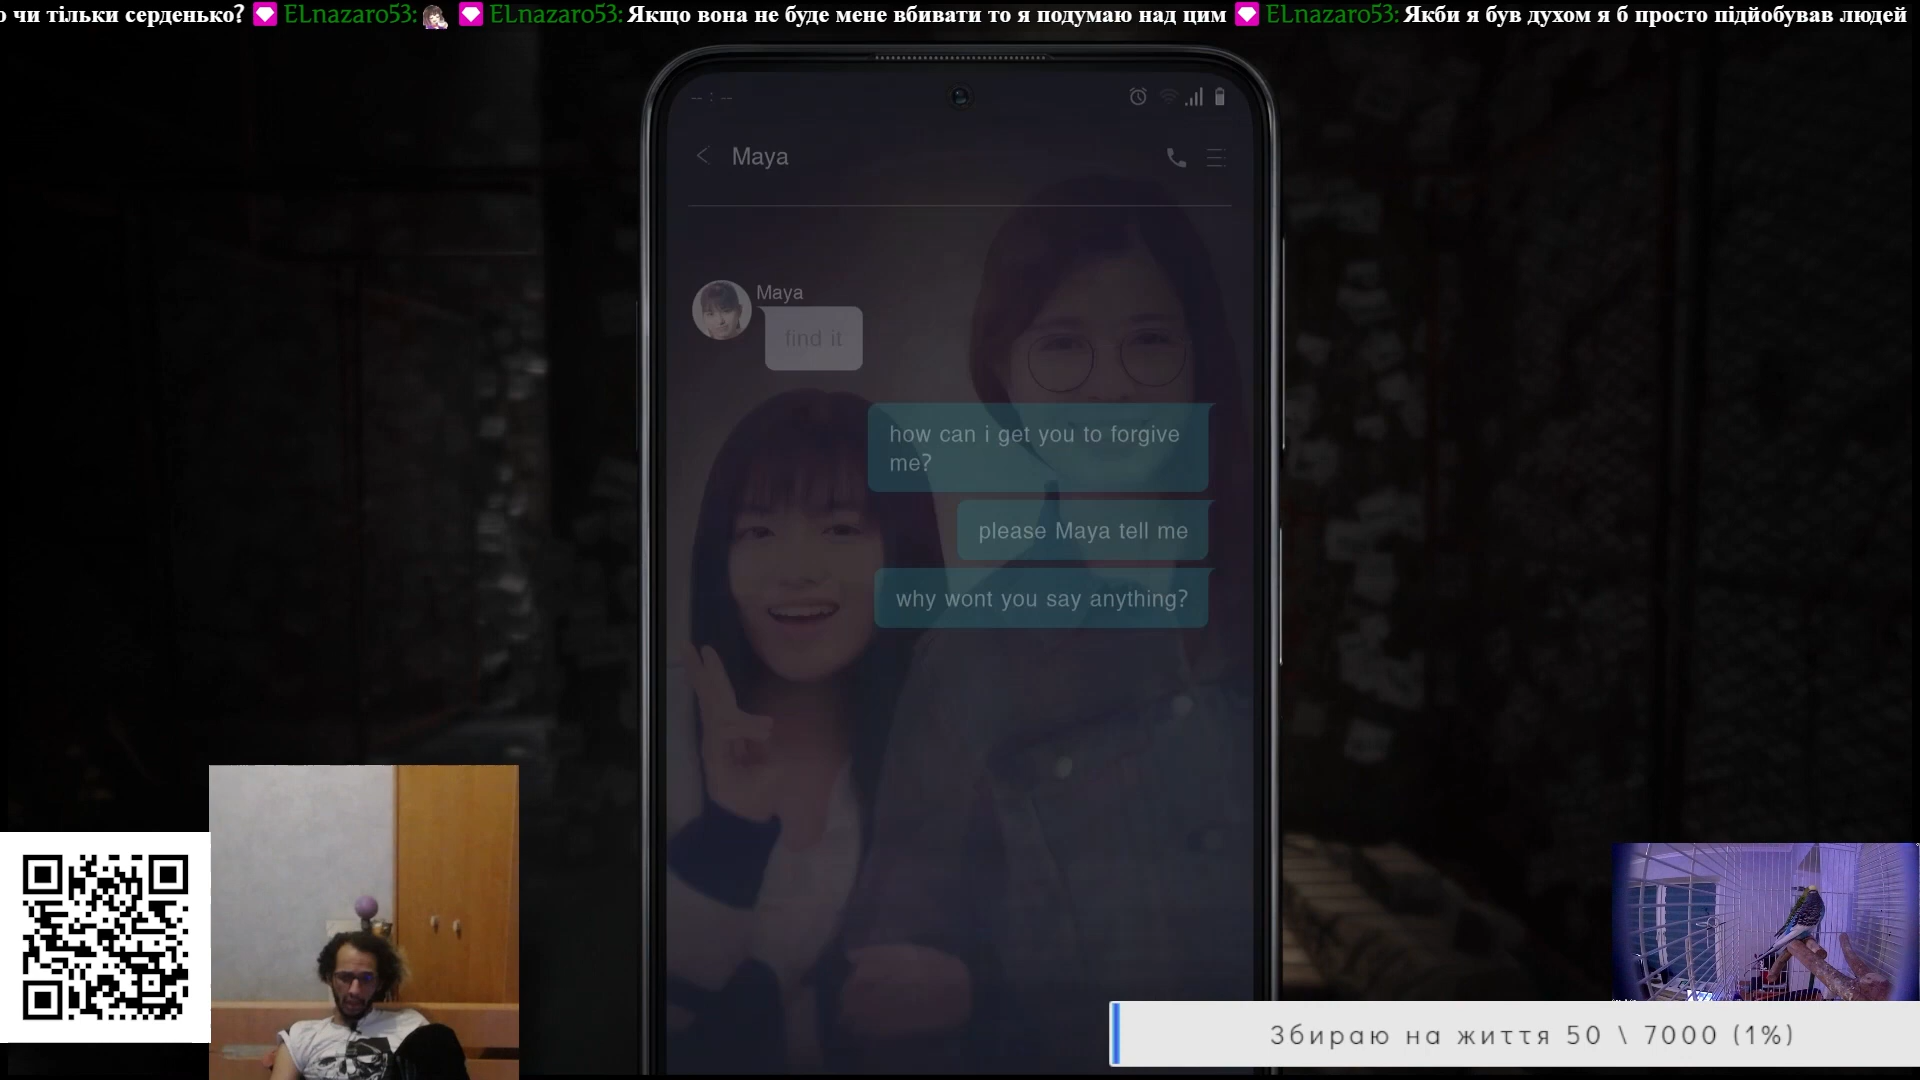 о чи тільки серденько? ELnazaro53: ELnazaro53: Якщо вона не буде мене вбивати то я подумаю над цим ELnazaro53: Якби я був духом я б просто підйобував людей
-- : --
Maya
Maya
find it
how can i get you to forgive
me?
please Maya tell me
why wont you say anything?
Збираю на життя 50 \ 7000 (1%)